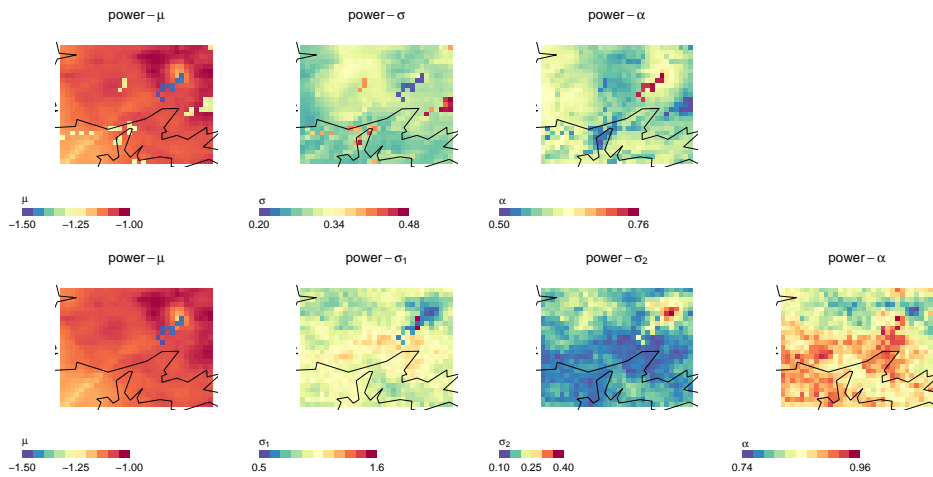 power − μ
power − σ
power − α
μ
−1.50 −1.25 −1.00
σ
0.20 0.34 0.48
α
0.50 0.76
power − μ
power − σ₁
power − σ₂
power − α
μ
−1.50 −1.25 −1.00
σ₁
0.5 1.6
σ₂
0.10 0.25 0.40
α
0.74 0.96